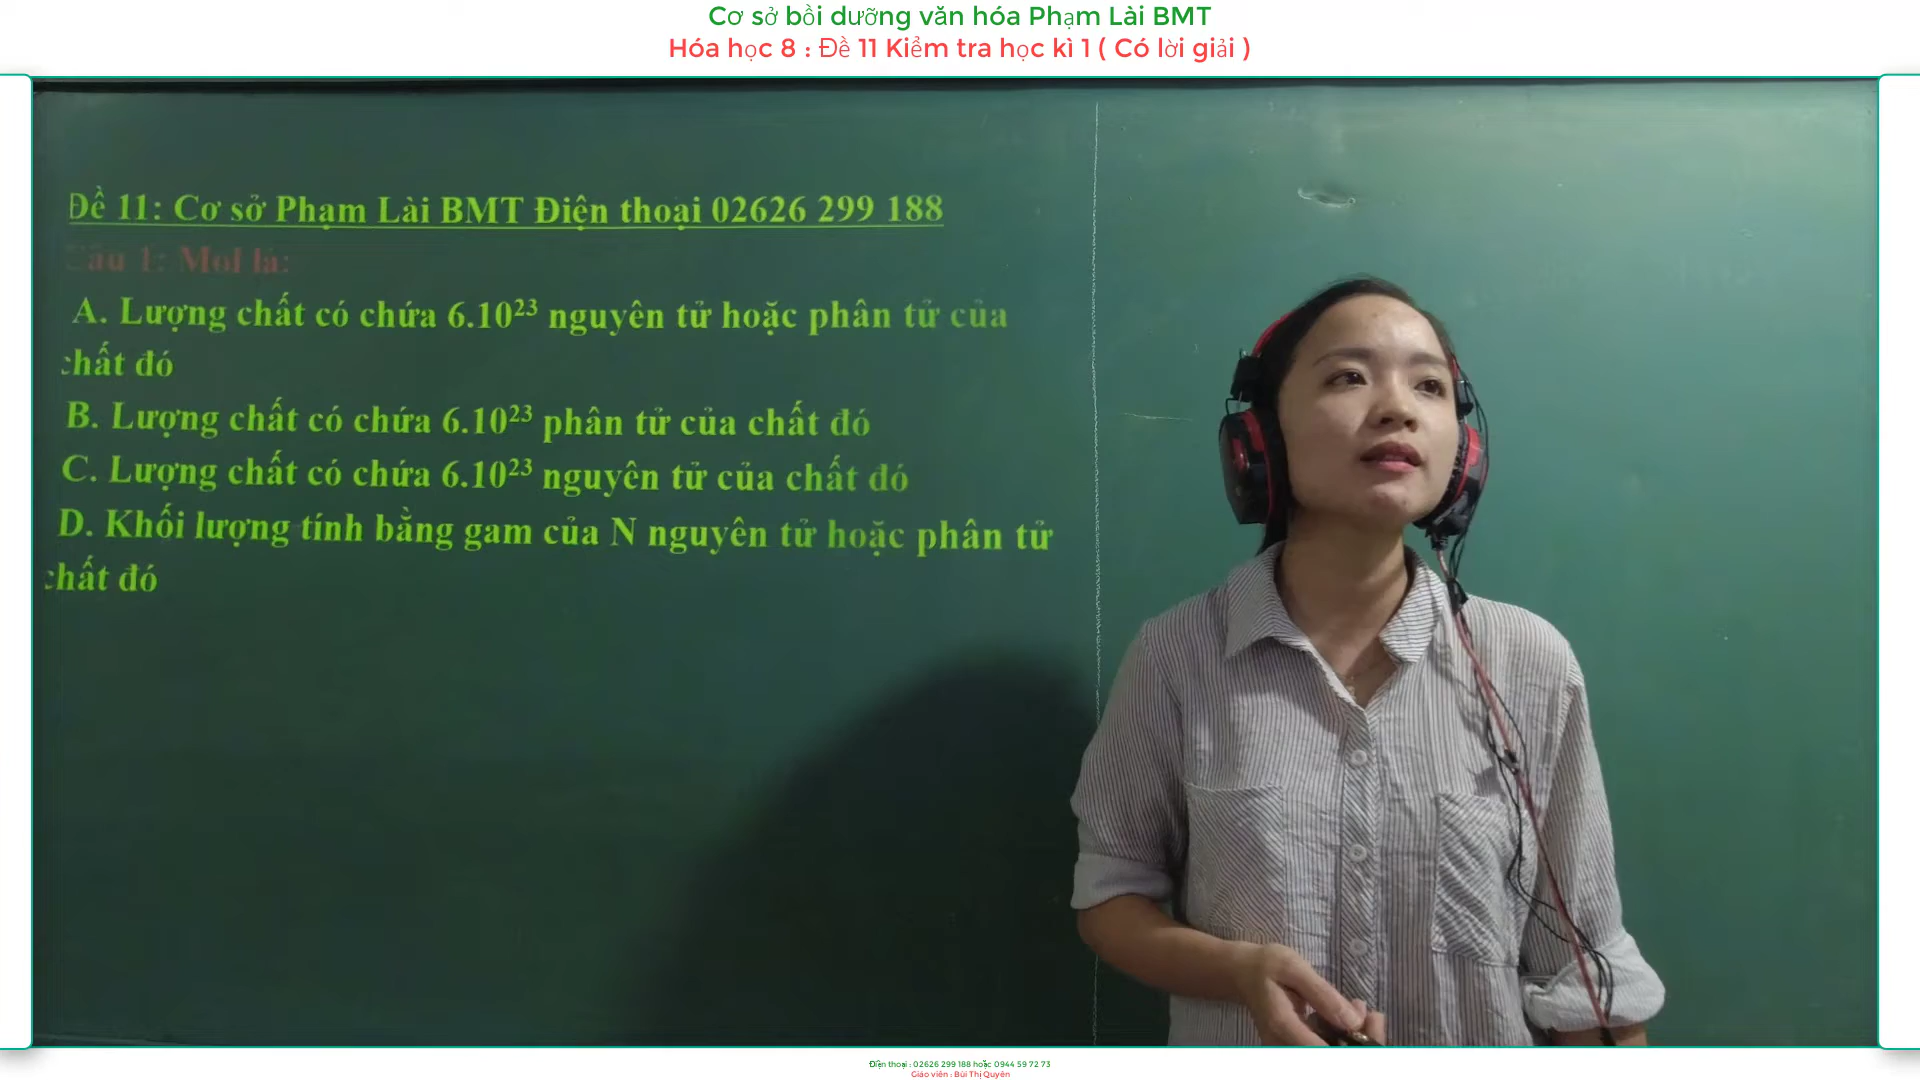 Cơ sở bồi dưỡng văn hóa Phạm Lài BMT
Hóa học 8 : Đề 11 Kiểm tra học kì 1 ( Có lời giải )
Đề 11: Cơ sở Phạm Lài BMT Điện thoại 02626 299 188
Câu 1: Mol là:
A. Lượng chất có chứa 6.10²³ nguyên tử hoặc phân tử của
chất đó
B. Lượng chất có chứa 6.10²³ phân tử của chất đó
C. Lượng chất có chứa 6.10²³ nguyên tử của chất đó
D. Khối lượng tính bằng gam của N nguyên tử hoặc phân tử
chất đó
Điện thoại : 02626 299 188 hoặc 0944 59 72 73
Giáo viên : Bùi Thị Quyên